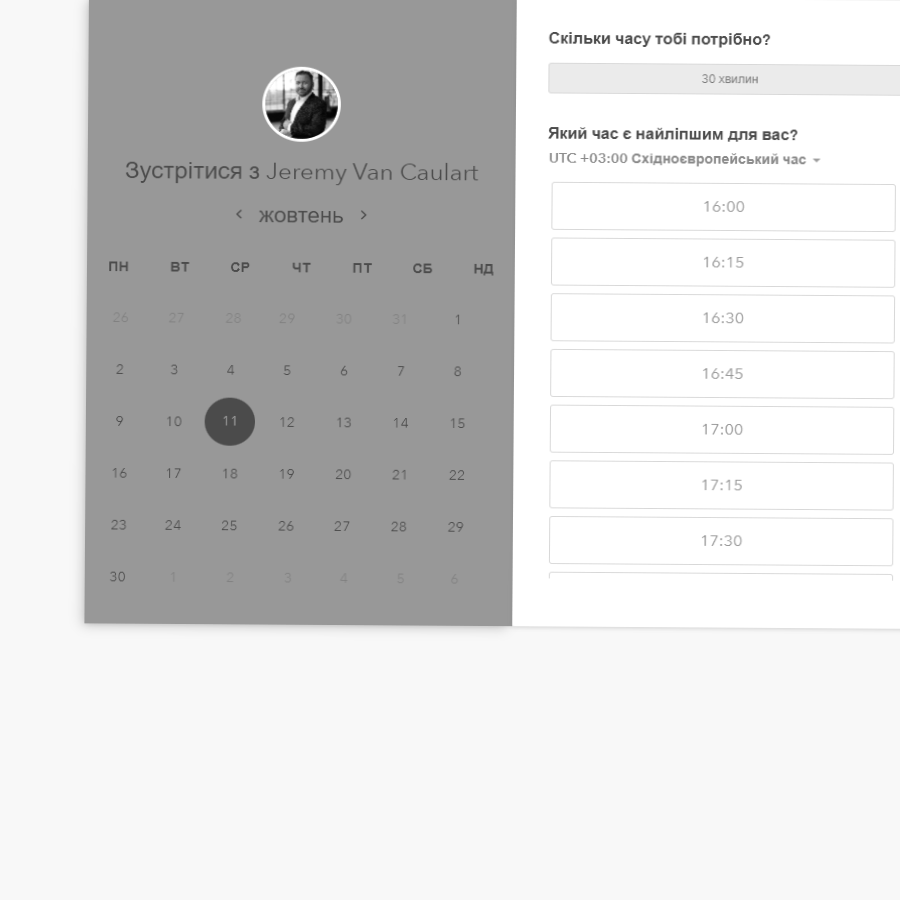 Зустрітися з Jeremy Van Caulart
жовтень
ПН ВТ СР ЧТ ПТ СБ НД
26 27 28 29 30 31 1
2 3 4 5 6 7 8
9 10 11 12 13 14 15
16 17 18 19 20 21 22
23 24 25 26 27 28 29
30 1 2 3 4 5 6
Скільки часу тобі потрібно?
30 хвилин
Який час є найліпшим для вас?
UTC +03:00 Східноєвропейський час
16:00
16:15
16:30
16:45
17:00
17:15
17:30